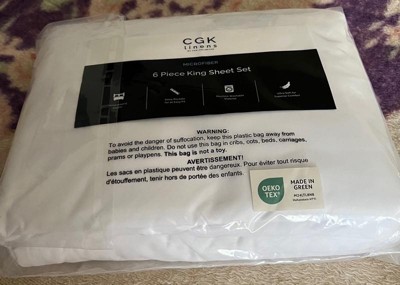 CGK
linens
MICROFIBER
6 Piece King Sheet Set
WARNING:
To avoid the danger of suffocation, keep this plastic bag away from
babies and children. Do not use this bag in cribs, cots, beds, carriages,
prams or playpens. This bag is not a toy.
AVERTISSEMENT!
Les sacs en plastique peuvent être dangereux. Pour éviter tout risque
d'étouffement, tenir hors de portée des enfants.
OEKO
TEX®
MADE IN
GREEN